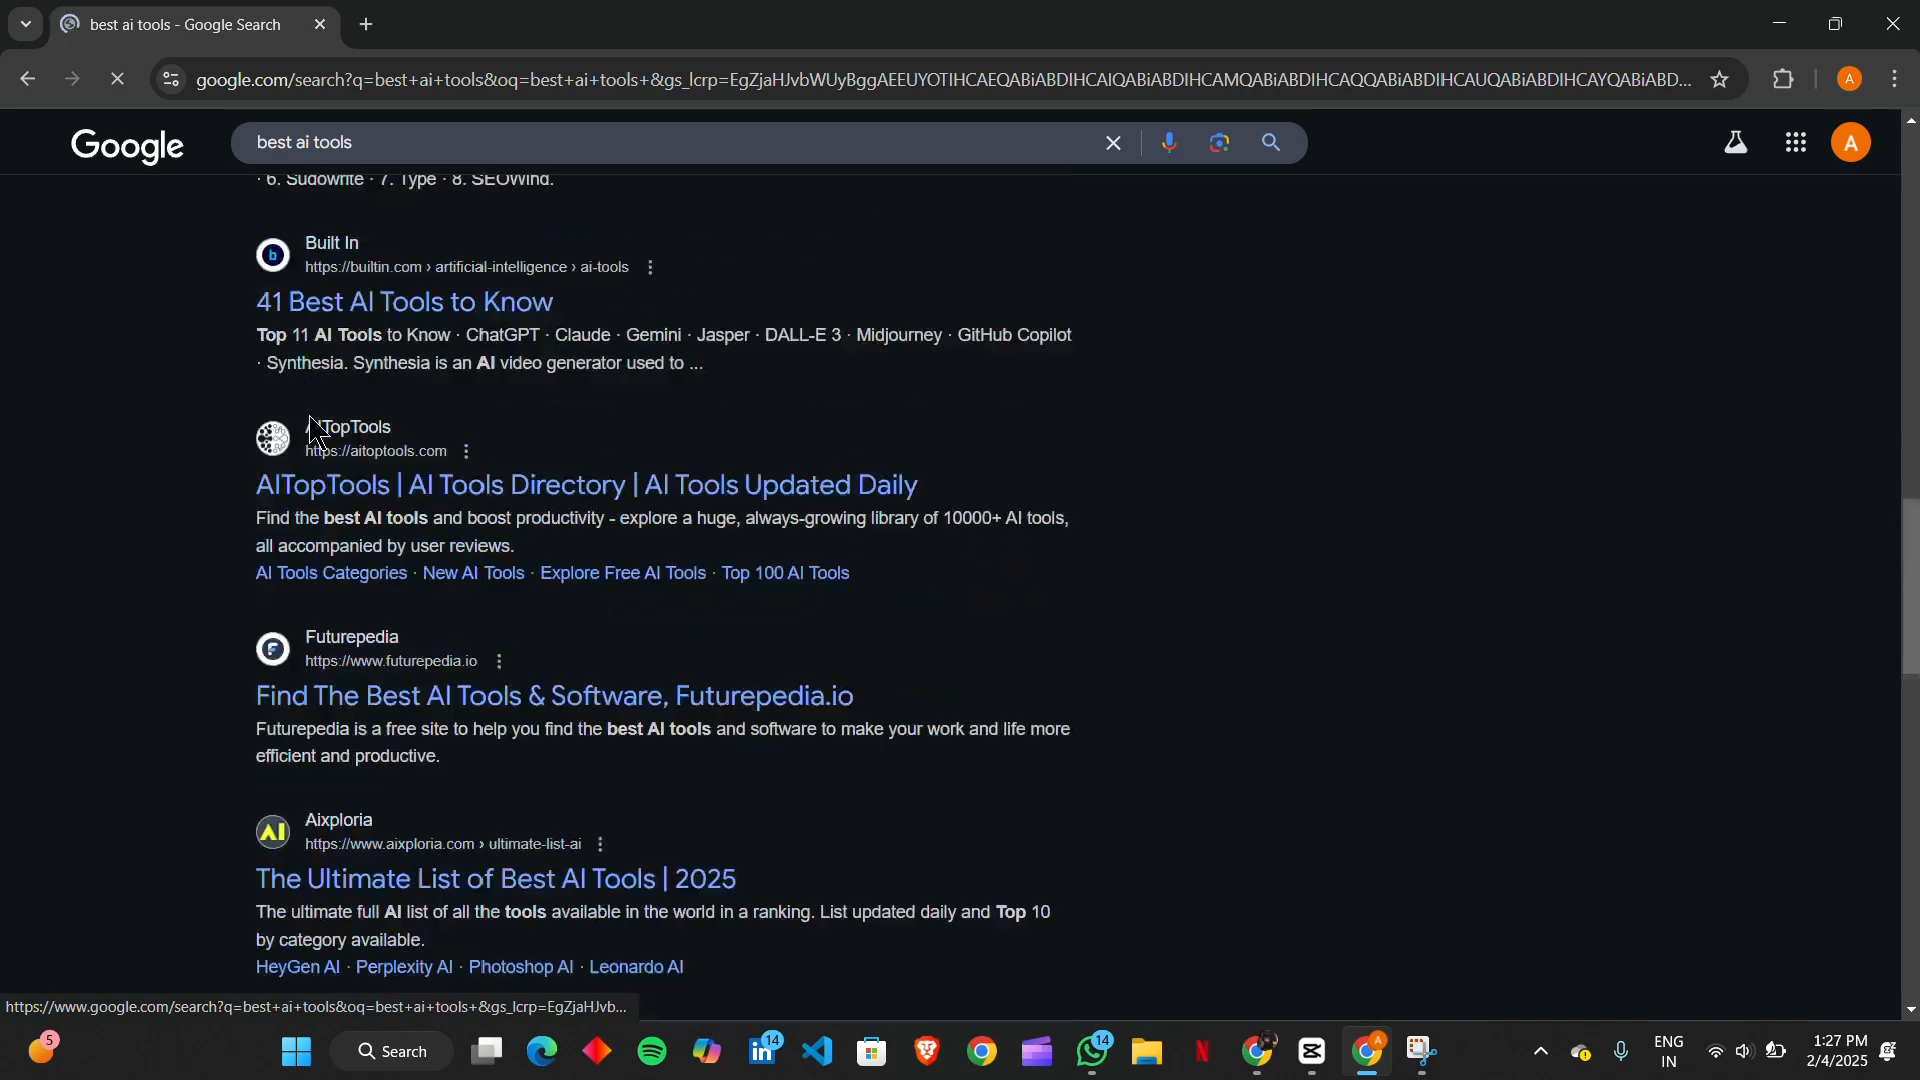 best ai tools - Google Search
google.com/search?q=best+ai+tools&oq=best+ai+tools+&gs_lcrp=EgZjaHJvbWUyBggAEEUYOTIHCAEQABiABDIHCAIQABiABDIHCAMQABiABDIHCAQQABiABDIHCAUQABiABDIHCAYQABiABD...
A
Google
best ai tools
A
· 6. Sudowrite · 7. Type · 8. SEOWind.
b
Built In
https://builtin.com › artificial-intelligence › ai-tools
41 Best AI Tools to Know
Top 11 AI Tools to Know · ChatGPT · Claude · Gemini · Jasper · DALL-E 3 · Midjourney · GitHub Copilot
· Synthesia. Synthesia is an AI video generator used to ...
AITopTools
https://aitoptools.com
AITopTools | AI Tools Directory | AI Tools Updated Daily
Find the best AI tools and boost productivity - explore a huge, always-growing library of 10000+ AI tools,
all accompanied by user reviews.
AI Tools Categories · New AI Tools · Explore Free AI Tools · Top 100 AI Tools
Futurepedia
https://www.futurepedia.io
Find The Best AI Tools & Software, Futurepedia.io
Futurepedia is a free site to help you find the best AI tools and software to make your work and life more
efficient and productive.
AI
Aixploria
https://www.aixploria.com › ultimate-list-ai
The Ultimate List of Best AI Tools | 2025
The ultimate full AI list of all the tools available in the world in a ranking. List updated daily and Top 10
by category available.
HeyGen AI · Perplexity AI · Photoshop AI · Leonardo AI
https://www.google.com/search?q=best+ai+tools&oq=best+ai+tools+&gs_lcrp=EgZjaHJvb...
5
Search
14
14
A
ENG
IN
1:27 PM
2/4/2025